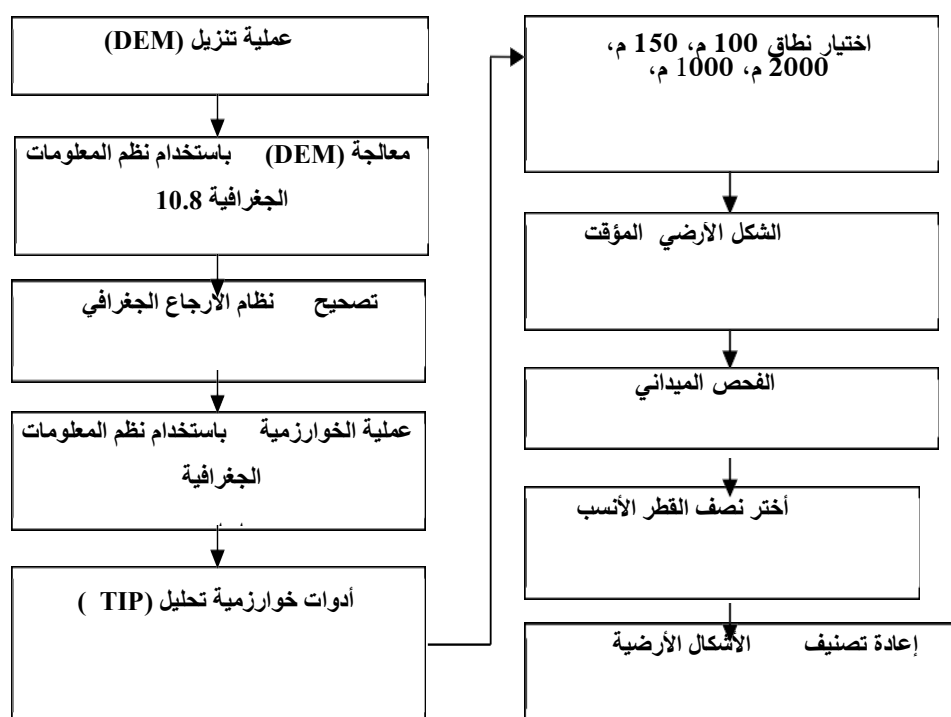 عملية تنزيل (DEM)
معالجة (DEM) باستخدام نظم المعلومات
الجغرافية 10.8
تصحيح نظام الارجاع الجغرافي
عملية الخوارزمية باستخدام نظم المعلومات
الجغرافية
أدوات خوارزمية تحليل (TIP )
اختيار نطاق 100 م، 150 م،
2000 م، 1000 م،
الشكل الأرضي المؤقت
الفحص الميداني
أختر نصف القطر الأنسب
إعادة تصنيف الأشكال الأرضية